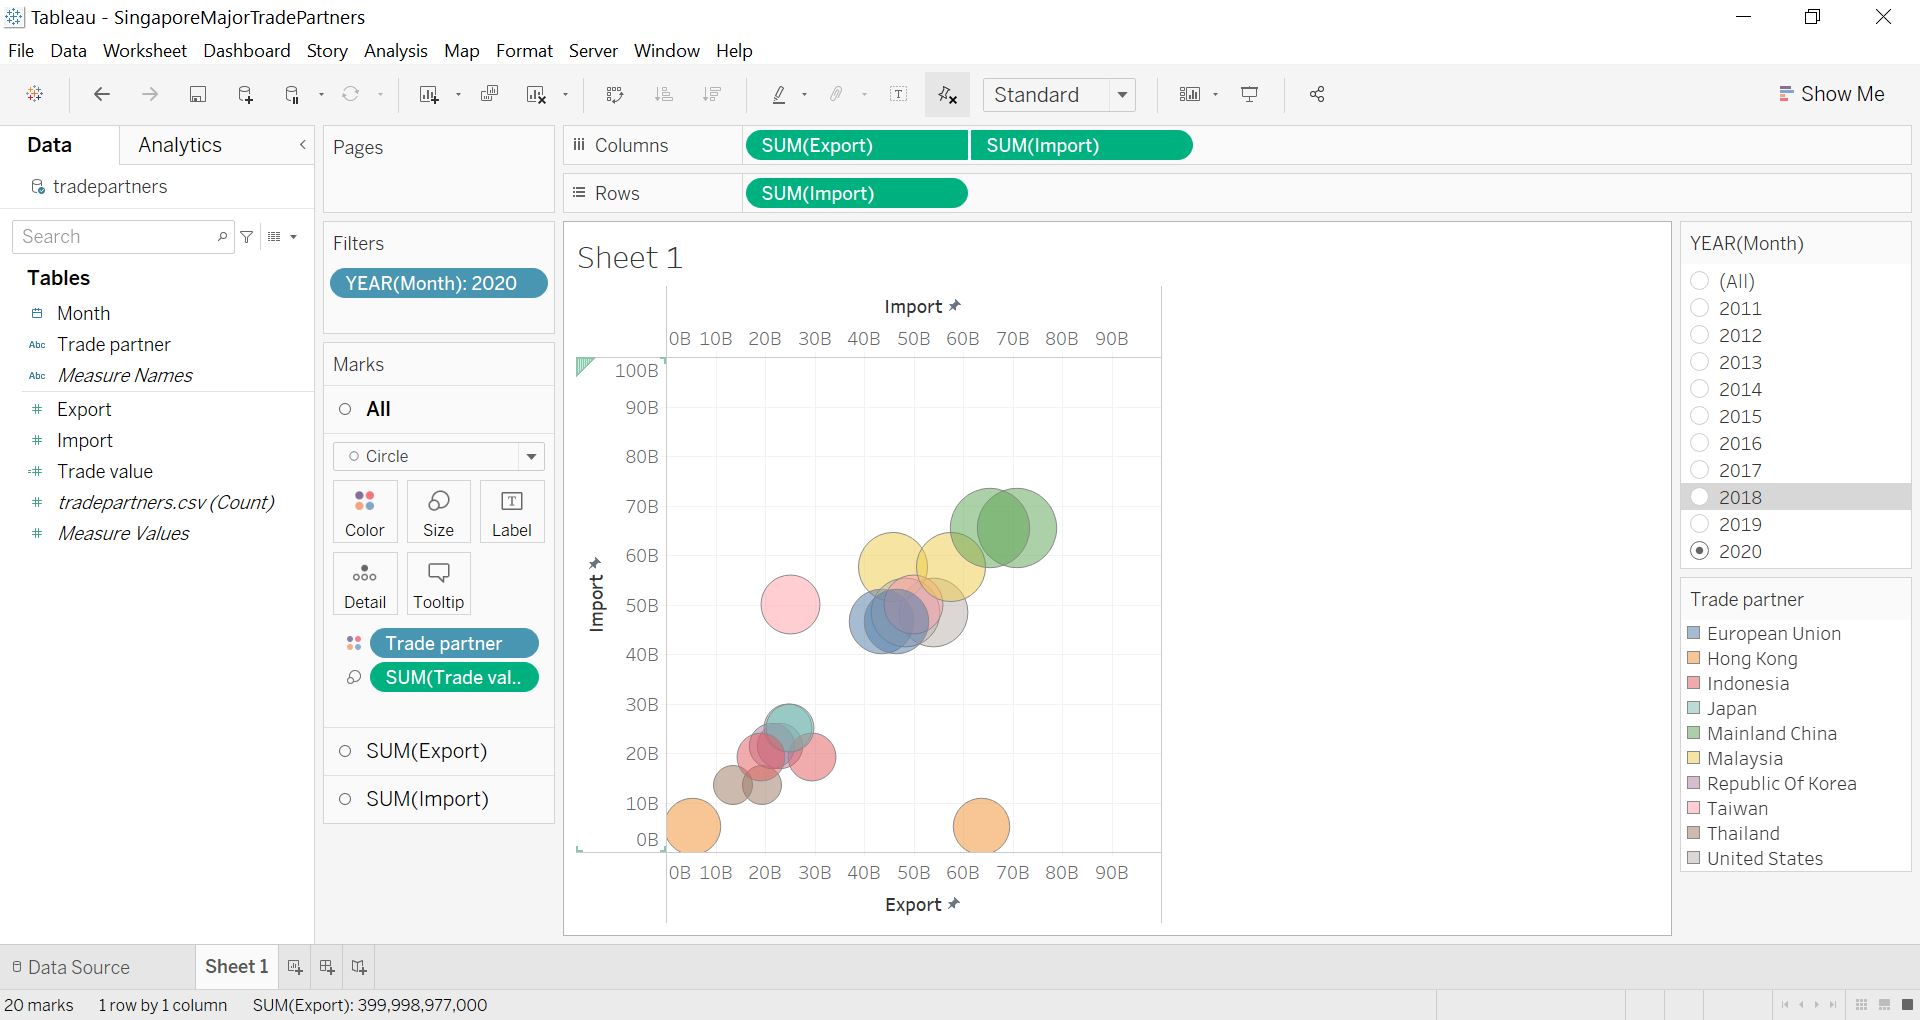 Tableau - SingaporeMajorTradePartners
File Data Worksheet Dashboard Story Analysis Map Format Server Window Help
Standard
Show Me
Data Analytics
tradepartners
Search
Tables
Month
Abc Trade partner
Abc Measure Names
Export
Import
Trade value
tradepartners.csv (Count)
Measure Values
Pages
Filters
YEAR(Month): 2020
Marks
All
Circle
Color Size Label
Detail Tooltip
Trade partner
SUM(Trade val..
SUM(Export)
SUM(Import)
Columns SUM(Export) SUM(Import)
Rows SUM(Import)
Sheet 1
Import
0B 10B 20B 30B 40B 50B 60B 70B 80B 90B
100B
90B
80B
70B
60B
50B
40B
30B
20B
10B
0B
Import
0B 10B 20B 30B 40B 50B 60B 70B 80B 90B
Export
YEAR(Month)
(All)
2011
2012
2013
2014
2015
2016
2017
2018
2019
2020
Trade partner
European Union
Hong Kong
Indonesia
Japan
Mainland China
Malaysia
Republic Of Korea
Taiwan
Thailand
United States
Data Source Sheet 1
20 marks 1 row by 1 column SUM(Export): 399,998,977,000